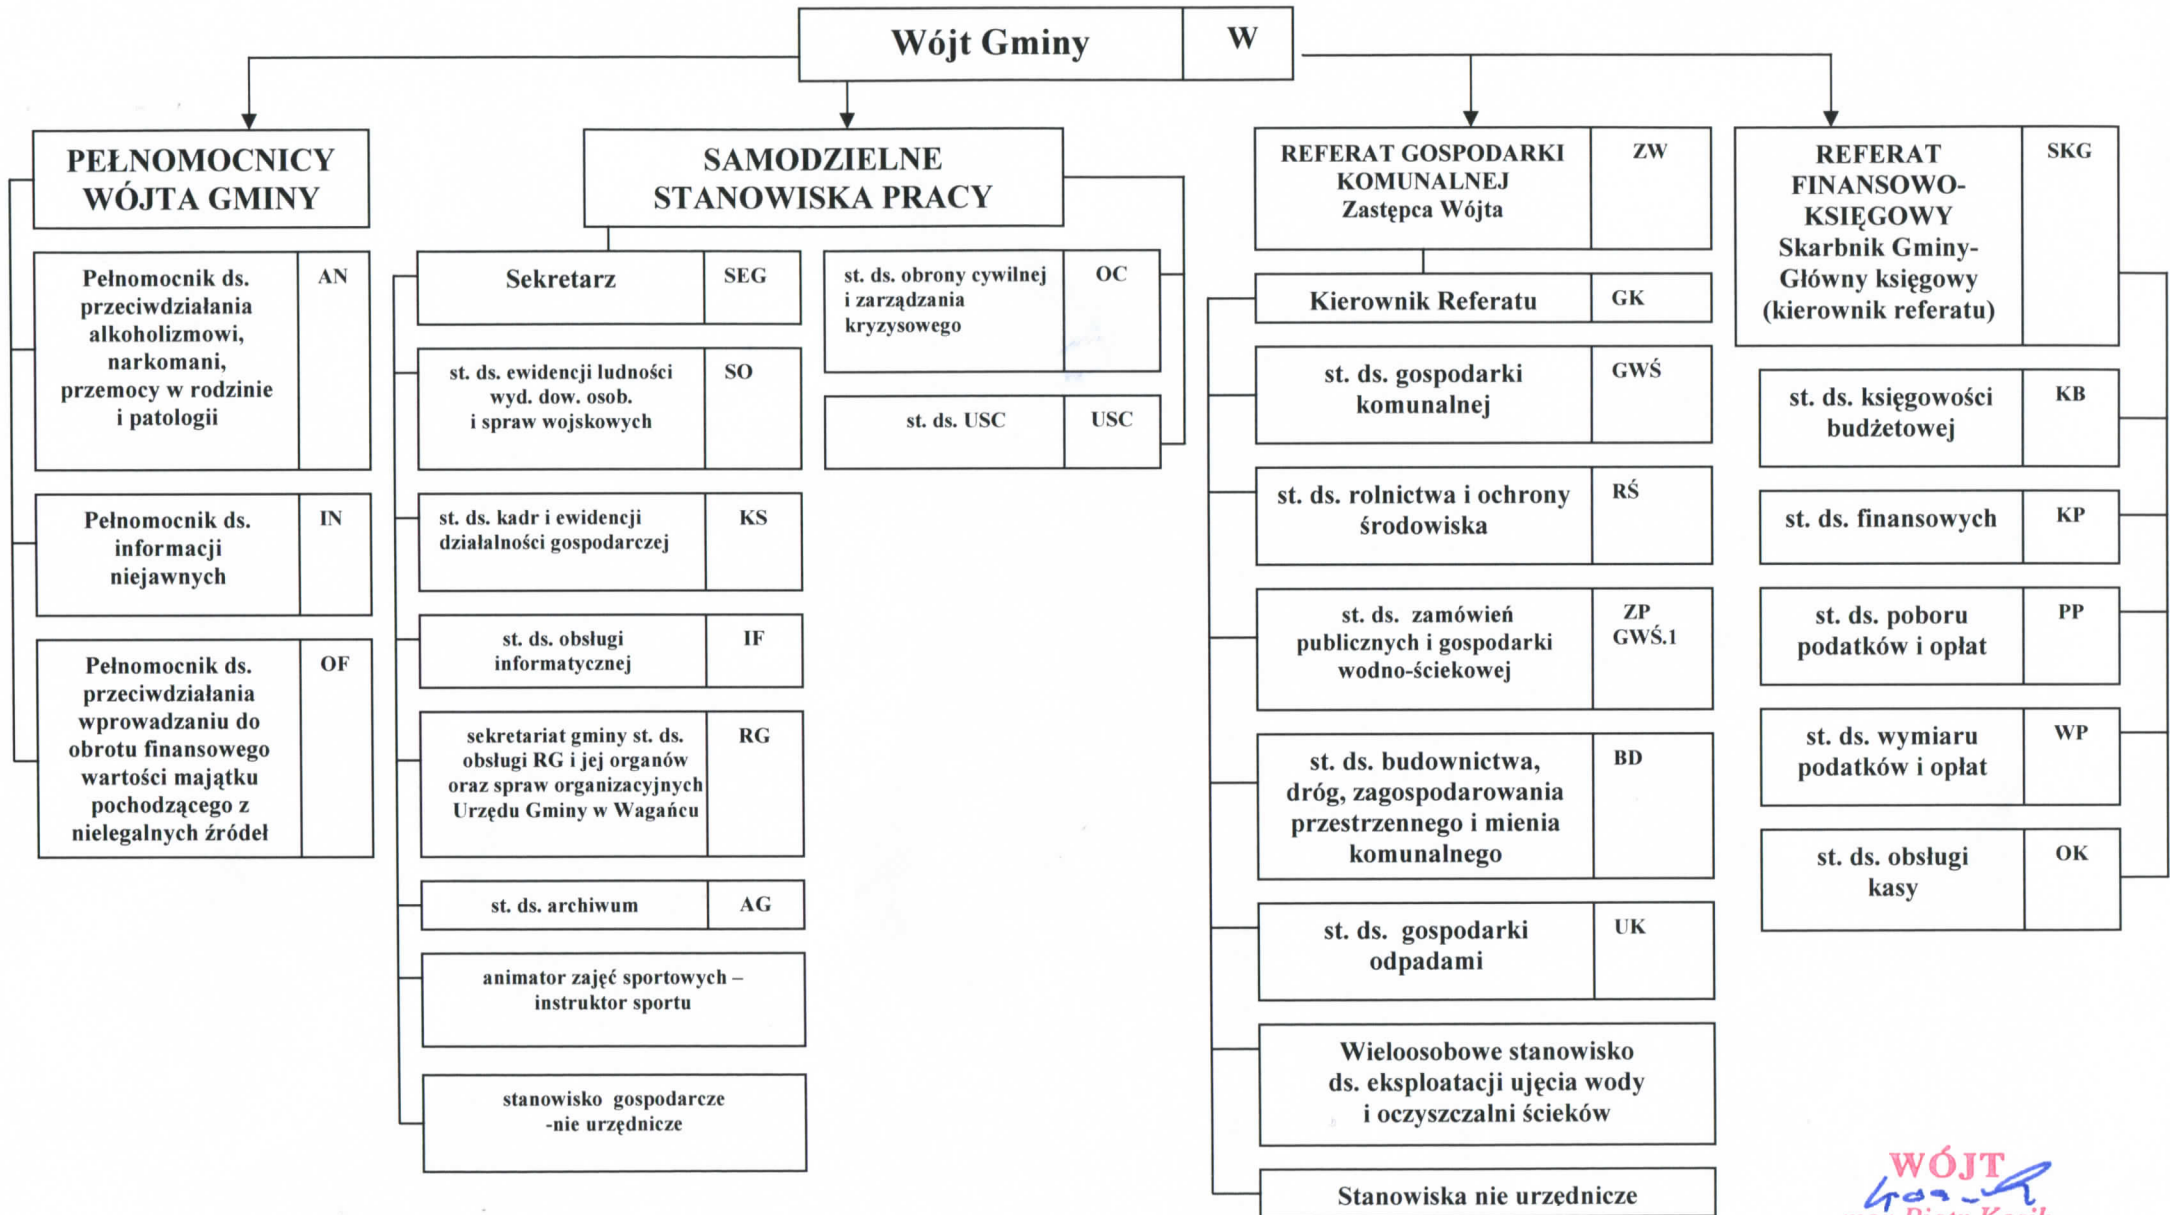 Wójt Gminy W
PEŁNOMOCNICY
WÓJTA GMINY
Pełnomocnik ds. AN
przeciwdziałania
alkoholizmowi,
narkomani,
przemocy w rodzinie
i patologii
Pełnomocnik ds. IN
informacji
niejawnych
Pełnomocnik ds. OF
przeciwdziałania
wprowadzaniu do
obrotu finansowego
wartości majątku
pochodzącego z
nielegalnych źródeł
SAMODZIELNE
STANOWISKA PRACY
Sekretarz SEG
st. ds. ewidencji ludności SO
wyd. dow. osob.
i spraw wojskowych
st. ds. kadr i ewidencji KS
działalności gospodarczej
st. ds. obsługi IF
informatycznej
sekretariat gminy st. ds. RG
obsługi RG i jej organów
oraz spraw organizacyjnych
Urzędu Gminy w Wagańcu
st. ds. archiwum AG
animator zajęć sportowych –
instruktor sportu
stanowisko gospodarcze
-nie urzędnicze
st. ds. obrony cywilnej OC
i zarządzania
kryzysowego
st. ds. USC USC
REFERAT GOSPODARKI ZW
KOMUNALNEJ
Zastępca Wójta
Kierownik Referatu GK
st. ds. gospodarki GWŚ
komunalnej
st. ds. rolnictwa i ochrony RŚ
środowiska
st. ds. zamówień ZP
publicznych i gospodarki GWŚ.1
wodno-ściekowej
st. ds. budownictwa, BD
dróg, zagospodarowania
przestrzennego i mienia
komunalnego
st. ds. gospodarki UK
odpadami
Wieloosobowe stanowisko
ds. eksploatacji ujęcia wody
i oczyszczalni ścieków
Stanowiska nie urzędnicze
REFERAT SKG
FINANSOWO-
KSIĘGOWY
Skarbnik Gminy-
Główny księgowy
(kierownik referatu)
st. ds. księgowości KB
budżetowej
st. ds. finansowych KP
st. ds. poboru PP
podatków i opłat
st. ds. wymiaru WP
podatków i opłat
st. ds. obsługi OK
kasy
WÓJT